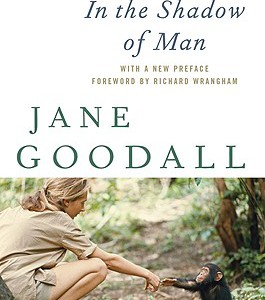 In the Shadow
of Man
WITH A NEW PREFACE
FOREWORD BY RICHARD WRANGHAM
JANE
GOODALL